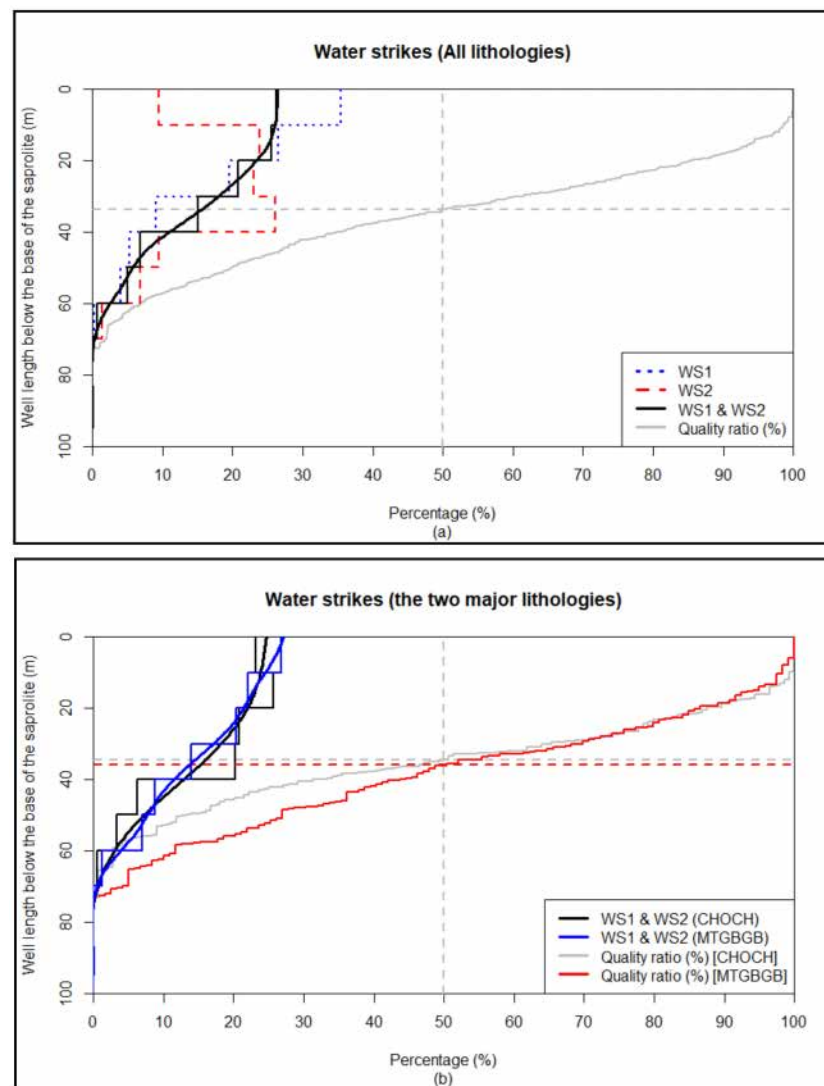 Water strikes (All lithologies)
Well length below the base of the saprolite (m)
0
20
40
60
80
100
WS1
WS2
WS1 & WS2
Quality ratio (%)
0 10 20 30 40 50 60 70 80 90 100
Percentage (%)
(a)
Water strikes (the two major lithologies)
Well length below the base of the saprolite (m)
0
20
40
60
80
100
WS1 & WS2 (CHOCH)
WS1 & WS2 (MTGBGB)
Quality ratio (%) [CHOCH]
Quality ratio (%) [MTGBGB]
0 10 20 30 40 50 60 70 80 90 100
Percentage (%)
(b)